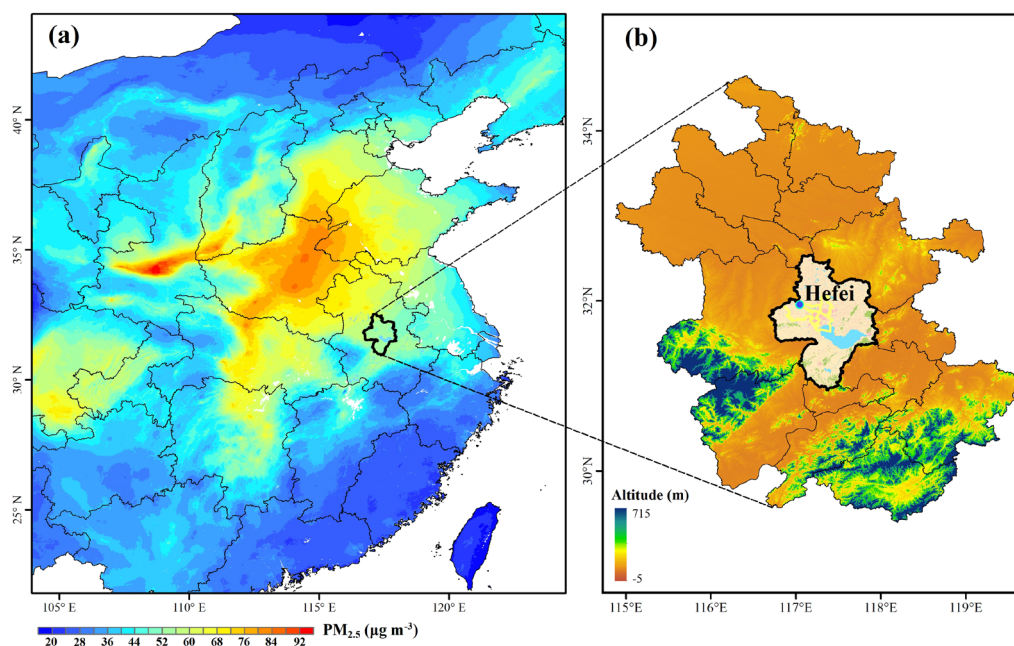 (a)
40° N
35° N
30° N
25° N
105° E 110° E 115° E 120° E
20 28 36 44 52 60 68 76 84 92 PM2.5 (μg m-3)
(b)
34° N
32° N
30° N
Hefei
Altitude (m)
715
-5
115° E 116° E 117° E 118° E 119° E